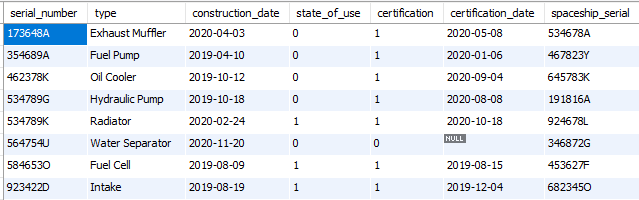 serial_number type construction_date state_of_use certification certification_date spaceship_serial
173648A Exhaust Muffler 2020-04-03 0 1 2020-05-08 534678A
354689A Fuel Pump 2019-04-10 0 1 2020-01-06 467823Y
462378K Oil Cooler 2019-10-12 0 1 2020-09-04 645783K
534789G Hydraulic Pump 2019-10-18 0 1 2020-08-08 191816A
534789K Radiator 2020-02-24 1 1 2020-10-18 924678L
564754U Water Separator 2020-11-20 0 0 NULL 346872G
584653O Fuel Cell 2019-08-09 1 1 2019-08-15 453627F
923422D Intake 2019-08-19 1 1 2019-12-04 682345O